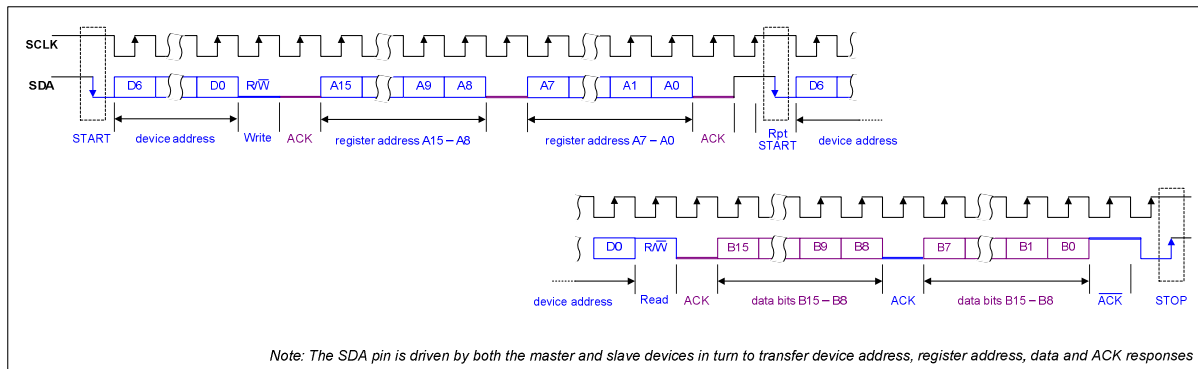 SCLK
SDA D6 D0 R/W̅ A15 A9 A8 A7 A1 A0 D6
START device address Write ACK register address A15 – A8 register address A7 – A0 ACK Rpt START device address
D0 R/W̅ B15 B9 B8 B7 B1 B0
device address Read ACK data bits B15 – B8 ACK data bits B15 – B8 A̅C̅K̅ STOP
Note: The SDA pin is driven by both the master and slave devices in turn to transfer device address, register address, data and ACK responses